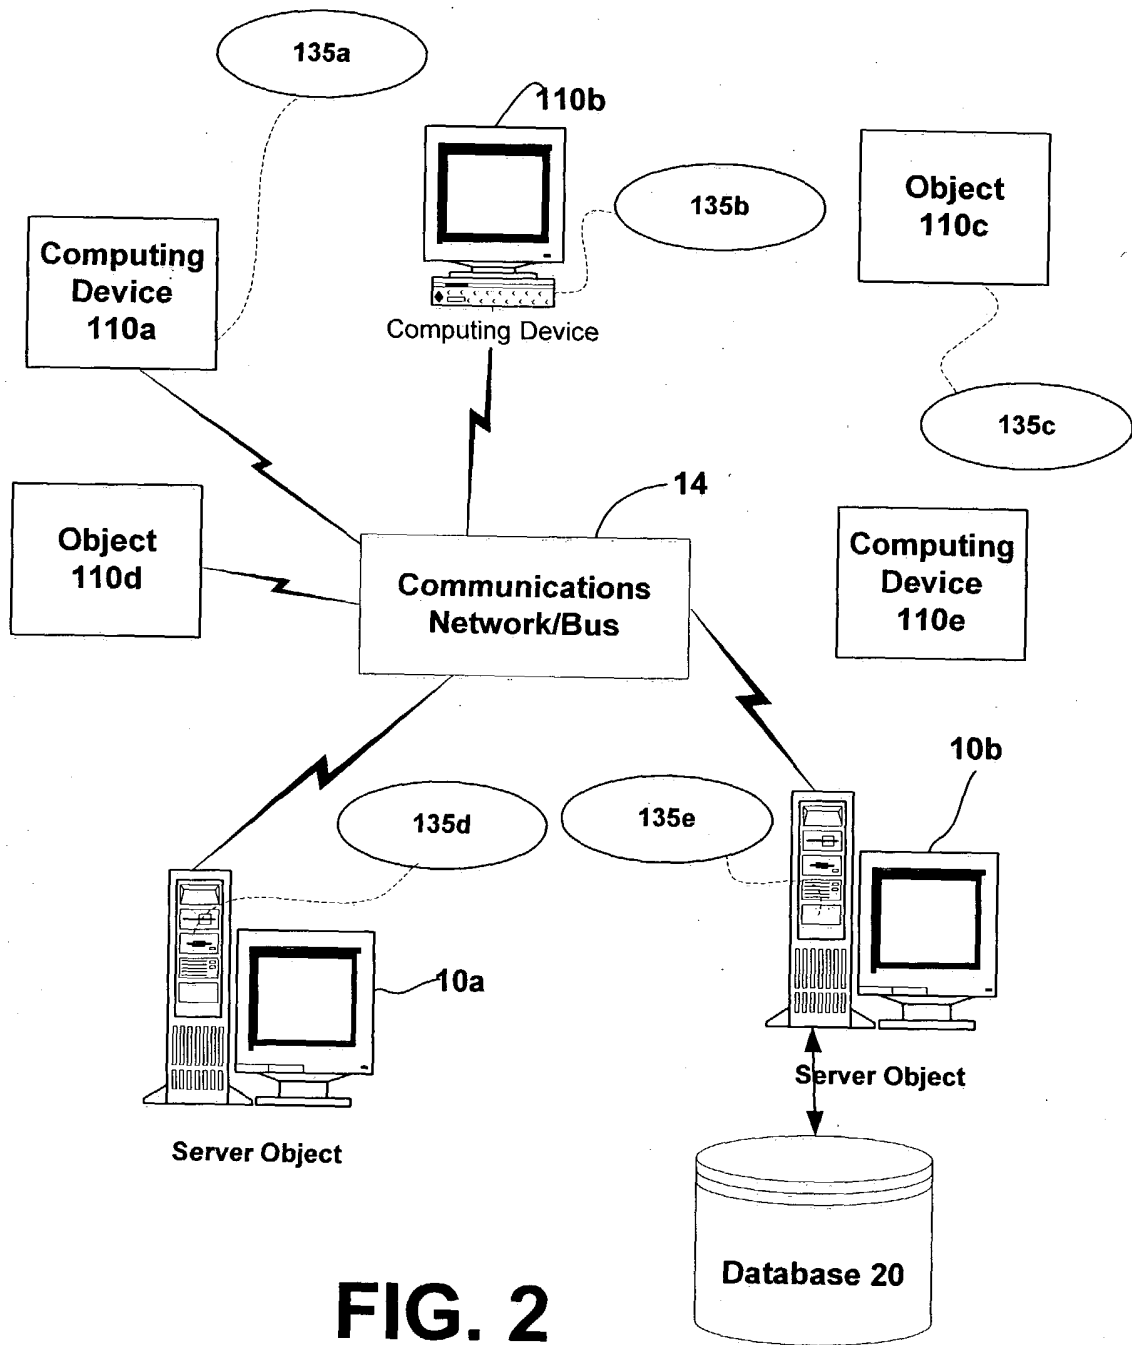 135a
110b
135b
Object
110c
Computing
Device
110a
Computing Device
135c
14
Object
110d
Communications
Network/Bus
Computing
Device
110e
10b
135d
135e
10a
Server Object
Server Object
Database 20
FIG. 2